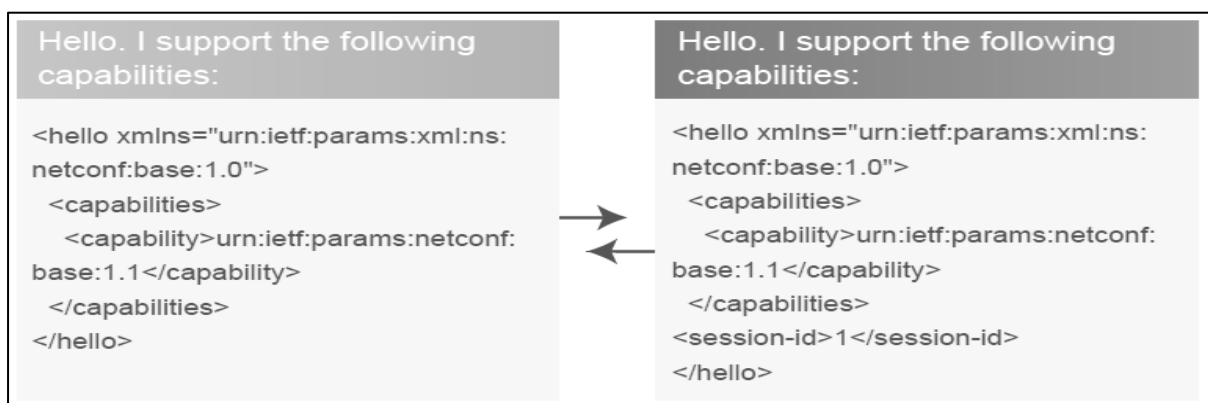 Hello. I support the following
capabilities:
<hello xmlns="urn:ietf:params:xml:ns:
netconf:base:1.0">
<capabilities>
<capability>urn:ietf:params:netconf:
base:1.1</capability>
</capabilities>
</hello>
Hello. I support the following
capabilities:
<hello xmlns="urn:ietf:params:xml:ns:
netconf:base:1.0">
<capabilities>
<capability>urn:ietf:params:netconf:
base:1.1</capability>
</capabilities>
<session-id>1</session-id>
</hello>